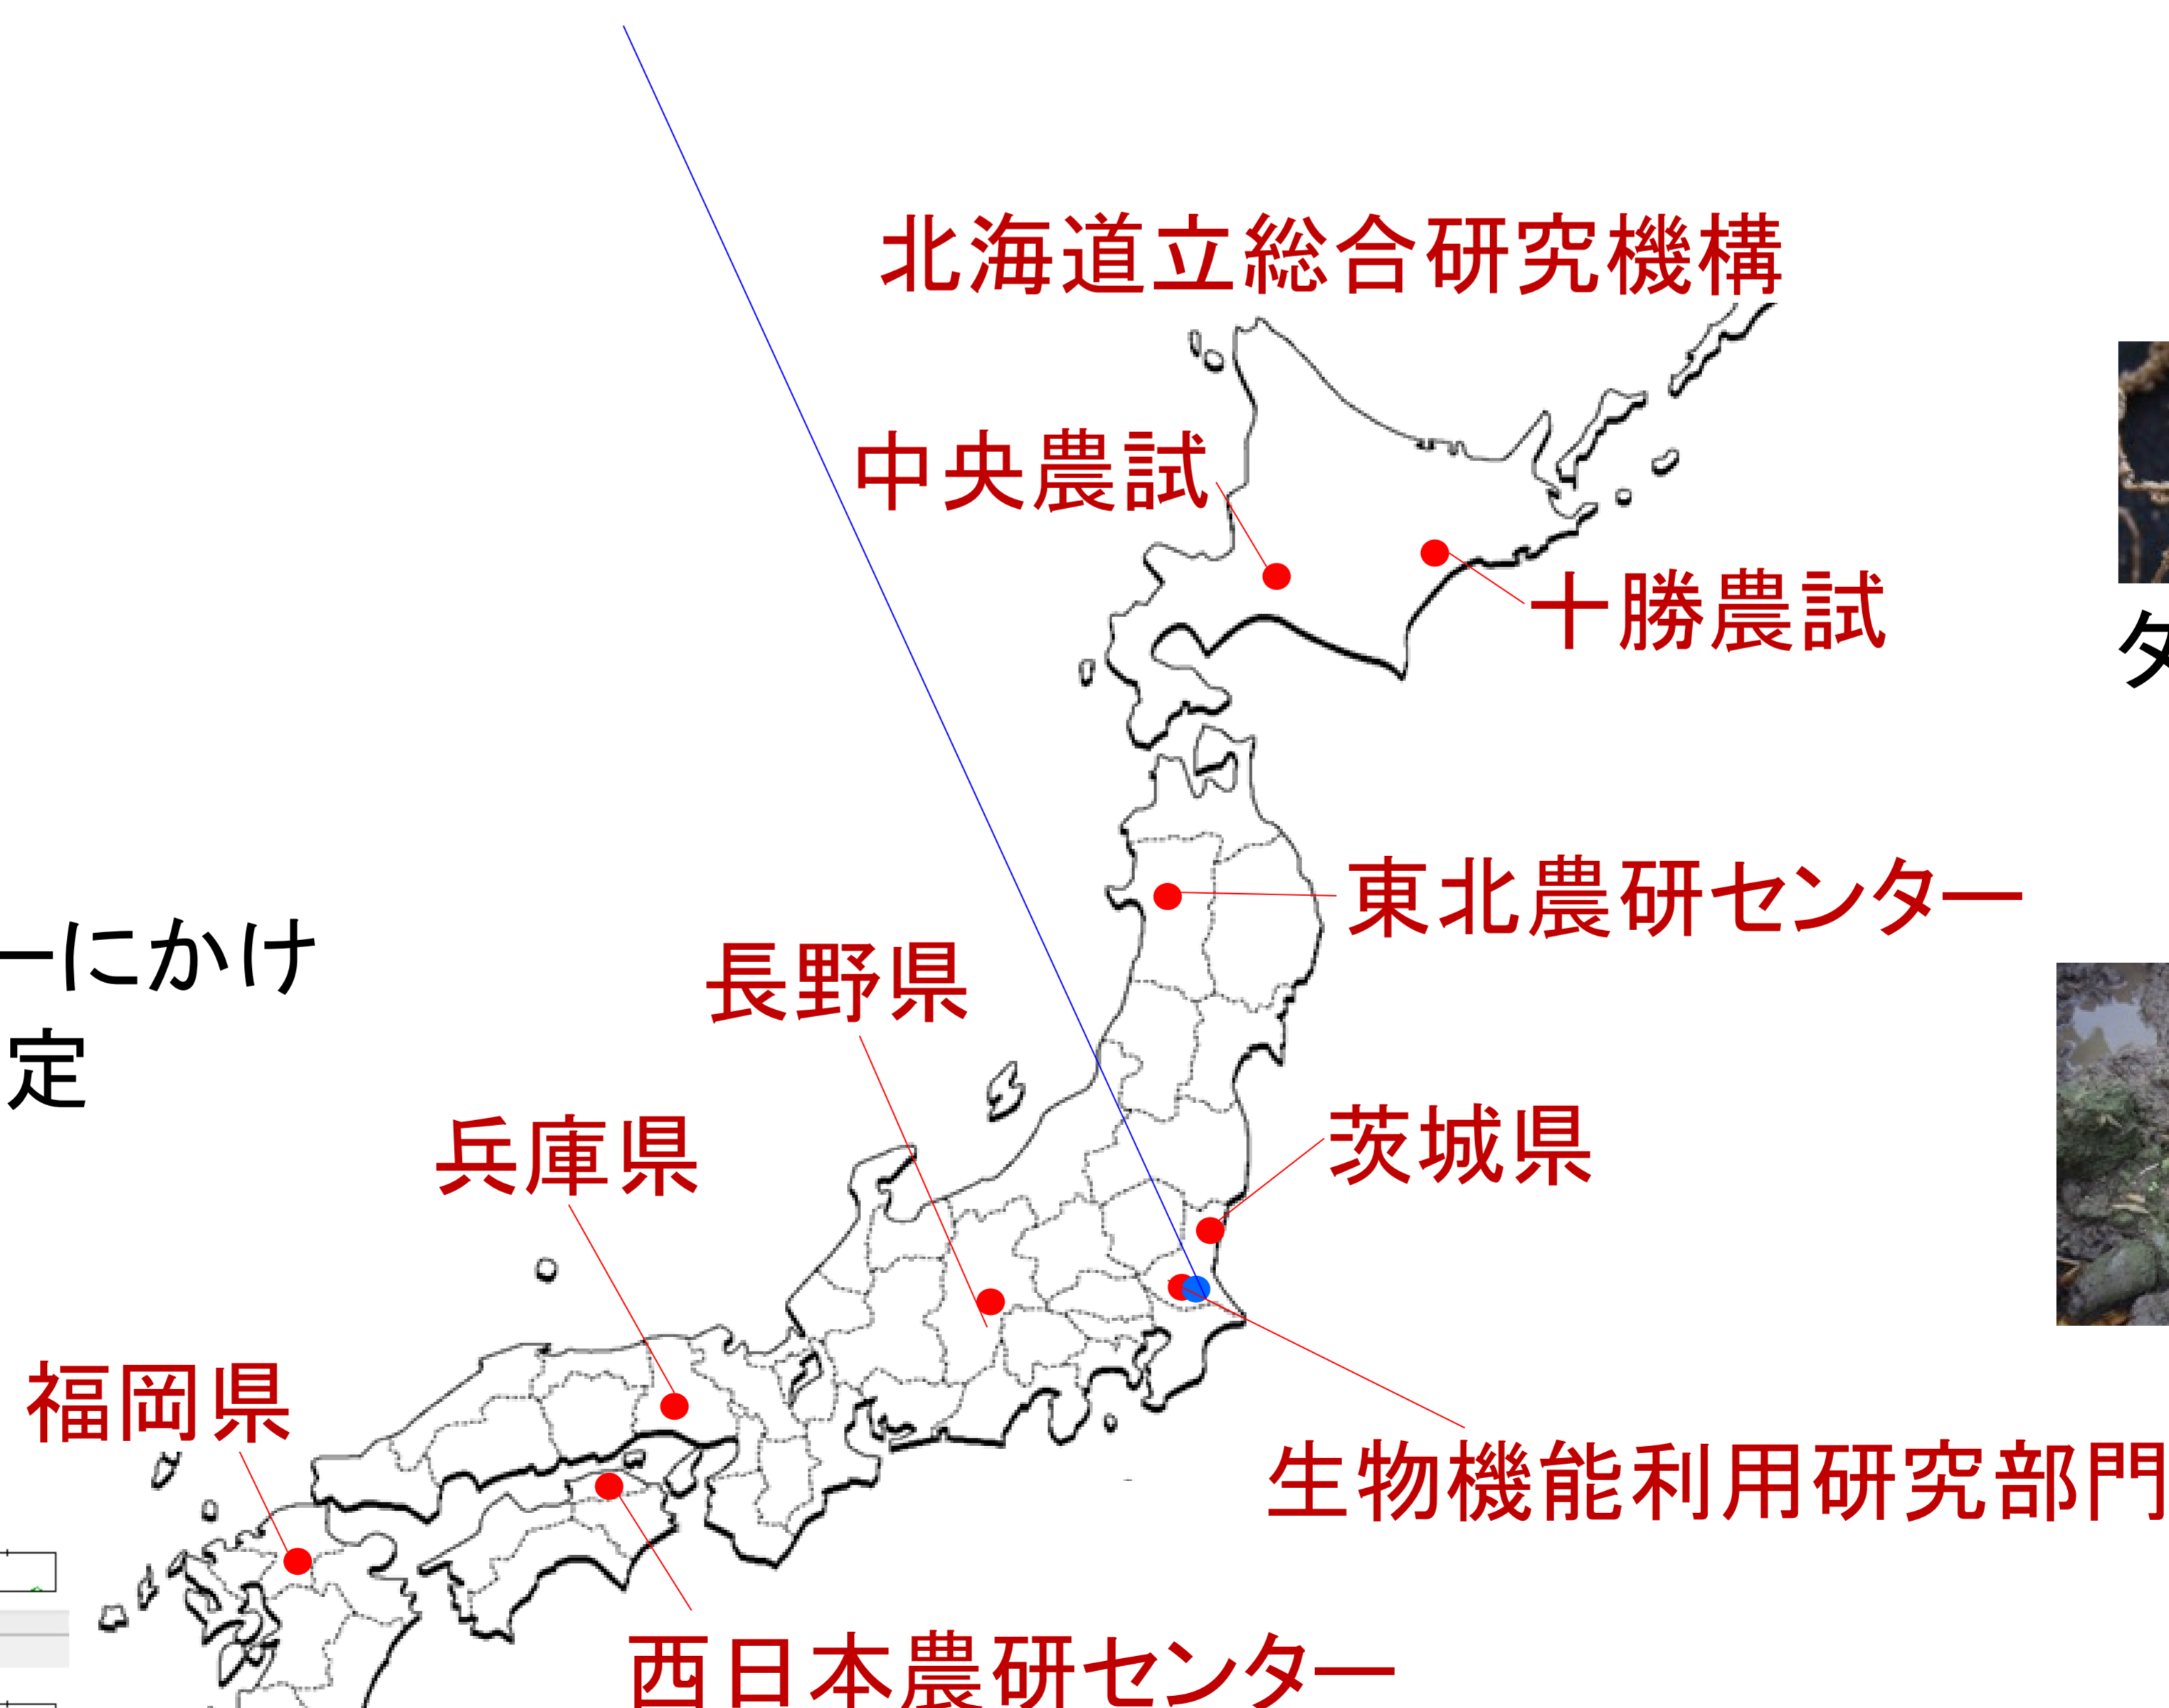 北海道立総合研究機構
中央農試
十勝農試
東北農研センター
ーにかけ
定
長野県
兵庫県
茨城県
福岡県
生物機能利用研究部門
西日本農研センター